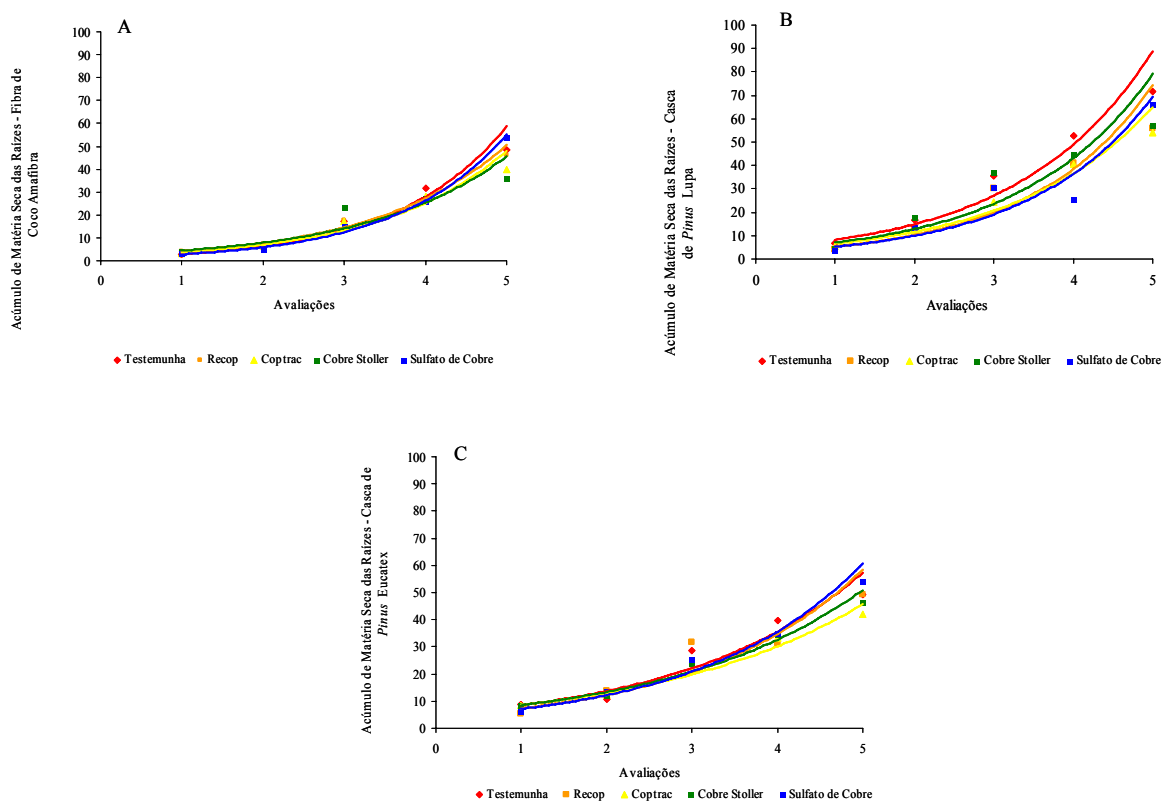 A
Acúmulo de Matéria Seca das Raízes - Fibra de
Coco Amafibra
100
90
80
70
60
50
40
30
20
10
0
0 1 2 3 4 5
Avaliações
Testemunha Recop Coptrac Cobre Stoller Sulfato de Cobre
B
Acúmulo de Matéria Seca das Raízes - Casca
de Pinus Lupa
100
90
80
70
60
50
40
30
20
10
0
0 1 2 3 4 5
Avaliações
Testemunha Recop Coptrac Cobre Stoller Sulfato de Cobre
C
Acúmulo de Matéria Seca das Raízes - Casca de
Pinus Eucatex
100
90
80
70
60
50
40
30
20
10
0
0 1 2 3 4 5
Avaliações
Testemunha Recop Coptrac Cobre Stoller Sulfato de Cobre